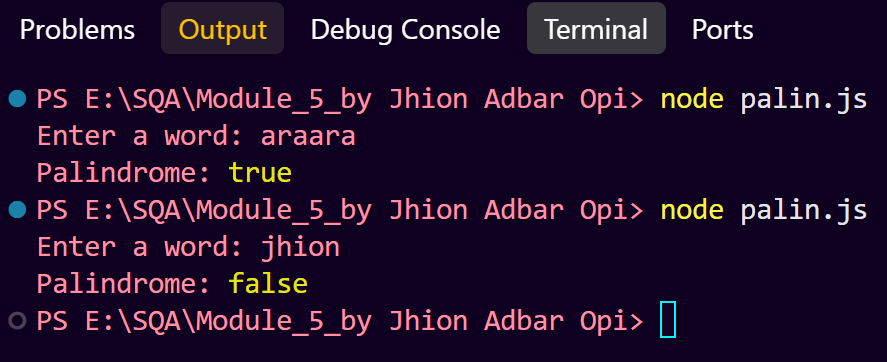 Problems Output Debug Console Terminal Ports
PS E:\SQA\Module_5_by Jhion Adbar Opi> node palin.js
Enter a word: araara
Palindrome: true
PS E:\SQA\Module_5_by Jhion Adbar Opi> node palin.js
Enter a word: jhion
Palindrome: false
PS E:\SQA\Module_5_by Jhion Adbar Opi>